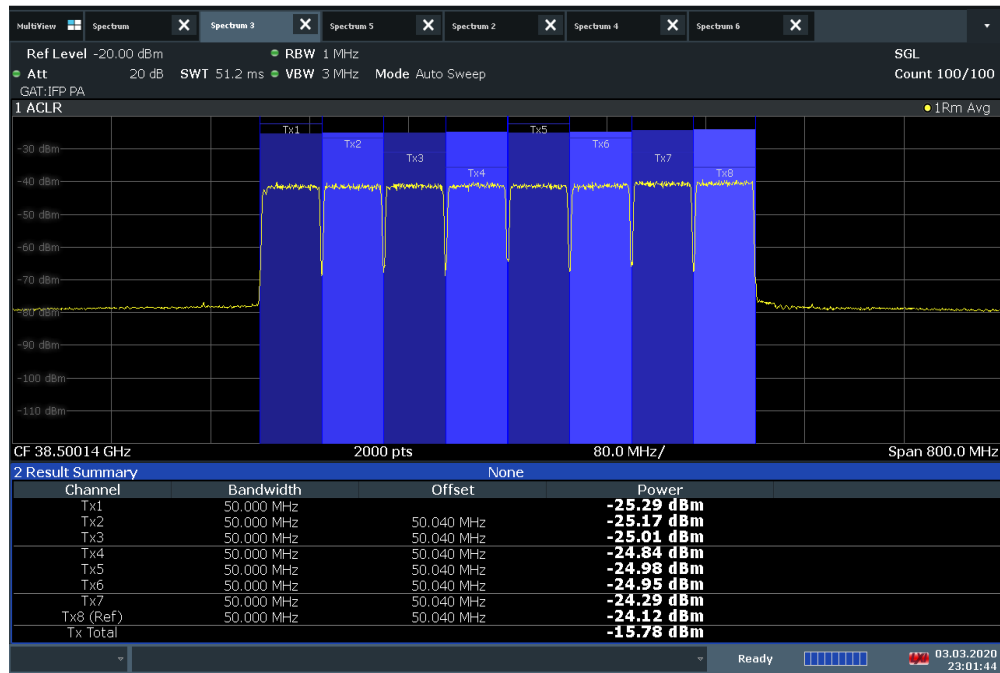 MultiView Spectrum X Spectrum 3 X Spectrum 5 X Spectrum 2 X Spectrum 4 X Spectrum 6 X
Ref Level -20.00 dBm RBW 1 MHz SGL
Att 20 dB SWT 51.2 ms VBW 3 MHz Mode Auto Sweep Count 100/100
GAT:IFP PA
1 ACLR 1Rm Avg
Tx1 Tx5
Tx2 Tx6
-30 dBm
Tx3 Tx7
Tx4 Tx8
-40 dBm
-50 dBm
-60 dBm
-70 dBm
-80 dBm
-90 dBm
-100 dBm
-110 dBm
CF 38.50014 GHz 2000 pts 80.0 MHz/ Span 800.0 MHz
2 Result Summary None
Channel Bandwidth Offset Power
Tx1 50.000 MHz -25.29 dBm
Tx2 50.000 MHz 50.040 MHz -25.17 dBm
Tx3 50.000 MHz 50.040 MHz -25.01 dBm
Tx4 50.000 MHz 50.040 MHz -24.84 dBm
Tx5 50.000 MHz 50.040 MHz -24.98 dBm
Tx6 50.000 MHz 50.040 MHz -24.95 dBm
Tx7 50.000 MHz 50.040 MHz -24.29 dBm
Tx8 (Ref) 50.000 MHz 50.040 MHz -24.12 dBm
Tx Total -15.78 dBm
Ready 03.03.2020
23:01:44